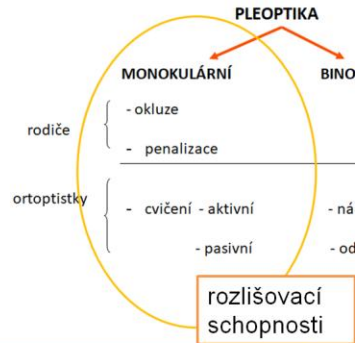 PLEOPTIKA
MONOKULÁRNÍ
BINO
rodiče
- okluze
- penalizace
ortoptistky
- cvičení - aktivní
- ná
- pasivní
- od
rozlišovací
schopnosti